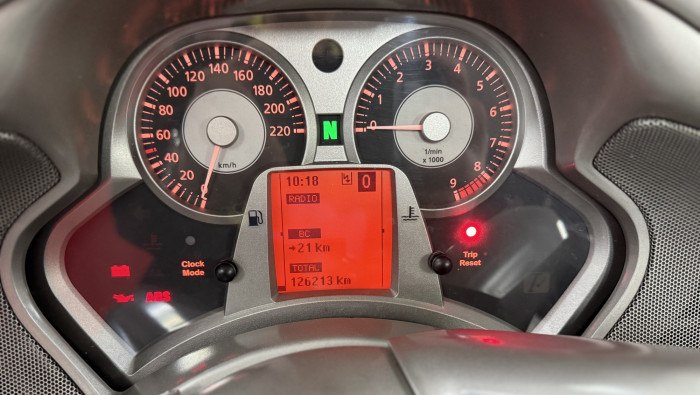 120 140 160
100 180
80 200
60 220
40
20
0
km/h
3 4
2 5
1 6
0 7
8
9
1/min
x 1000
N
10:18 0
RADIO
BC
→21 km
TOTAL
126213 km
Clock
Mode
Trip
Reset
ABS